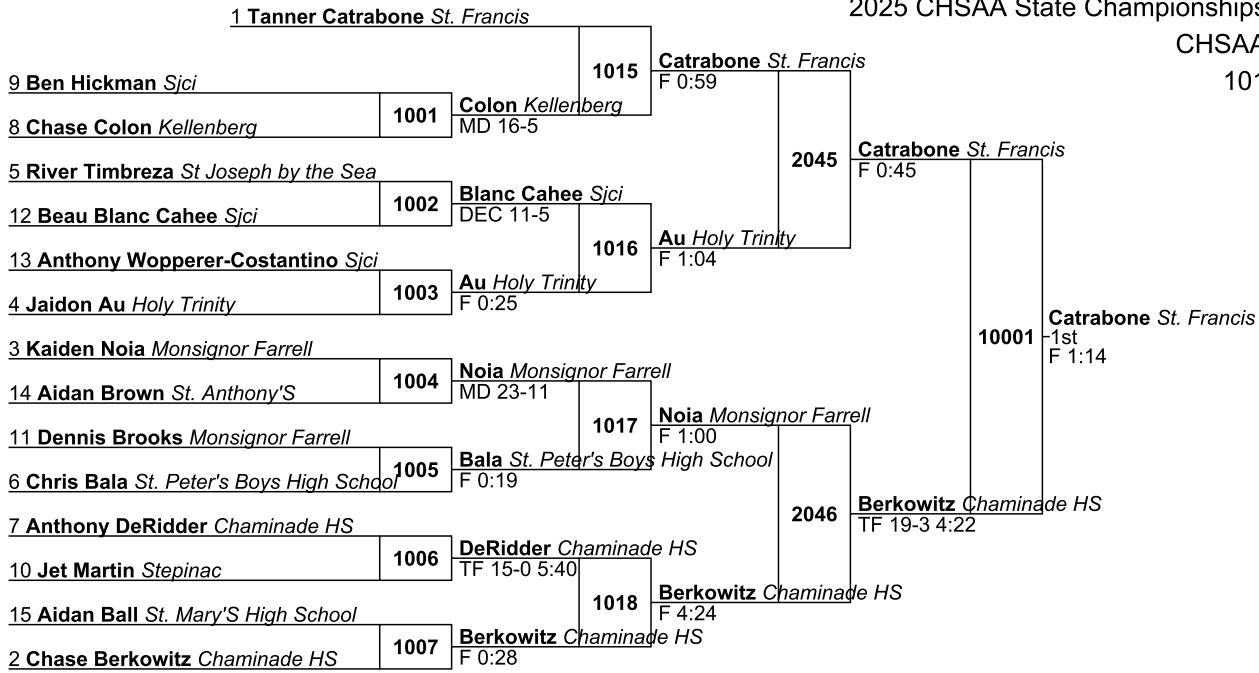 2025 CHSAA State Championships
CHSAA
101
1 Tanner Catrabone St. Francis
9 Ben Hickman Sjci
8 Chase Colon Kellenberg
5 River Timbreza St Joseph by the Sea
12 Beau Blanc Cahee Sjci
13 Anthony Wopperer-Costantino Sjci
4 Jaidon Au Holy Trinity
3 Kaiden Noia Monsignor Farrell
14 Aidan Brown St. Anthony'S
11 Dennis Brooks Monsignor Farrell
6 Chris Bala St. Peter's Boys High School
7 Anthony DeRidder Chaminade HS
10 Jet Martin Stepinac
15 Aidan Ball St. Mary'S High School
2 Chase Berkowitz Chaminade HS
1001
1002
1003
1004
1005
1006
1007
Colon Kellenberg
MD 16-5
Blanc Cahee Sjci
DEC 11-5
Au Holy Trinity
F 0:25
Noia Monsignor Farrell
MD 23-11
Bala St. Peter's Boys High School
F 0:19
DeRidder Chaminade HS
TF 15-0 5:40
Berkowitz Chaminade HS
F 0:28
1015
1016
1017
1018
Catrabone St. Francis
F 0:59
Au Holy Trinity
F 1:04
Noia Monsignor Farrell
F 1:00
Berkowitz Chaminade HS
F 4:24
2045
2046
Catrabone St. Francis
F 0:45
Berkowitz Chaminade HS
TF 19-3 4:22
10001
Catrabone St. Francis
1st
F 1:14